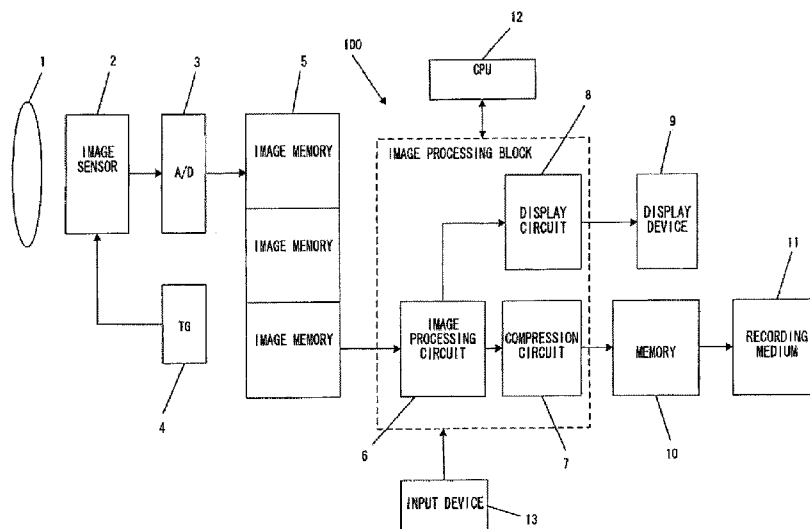 12
100
CPU
1
2
3
5
8
9
IMAGE PROCESSING BLOCK
IMAGE
SENSOR
A/D
IMAGE MEMORY
DISPLAY
CIRCUIT
DISPLAY
DEVICE
IMAGE MEMORY
11
TG
IMAGE MEMORY
IMAGE
PROCESSING
CIRCUIT
COMPRESSION
CIRCUIT
MEMORY
RECORDING
MEDIUM
4
6
7
10
INPUT DEVICE
13